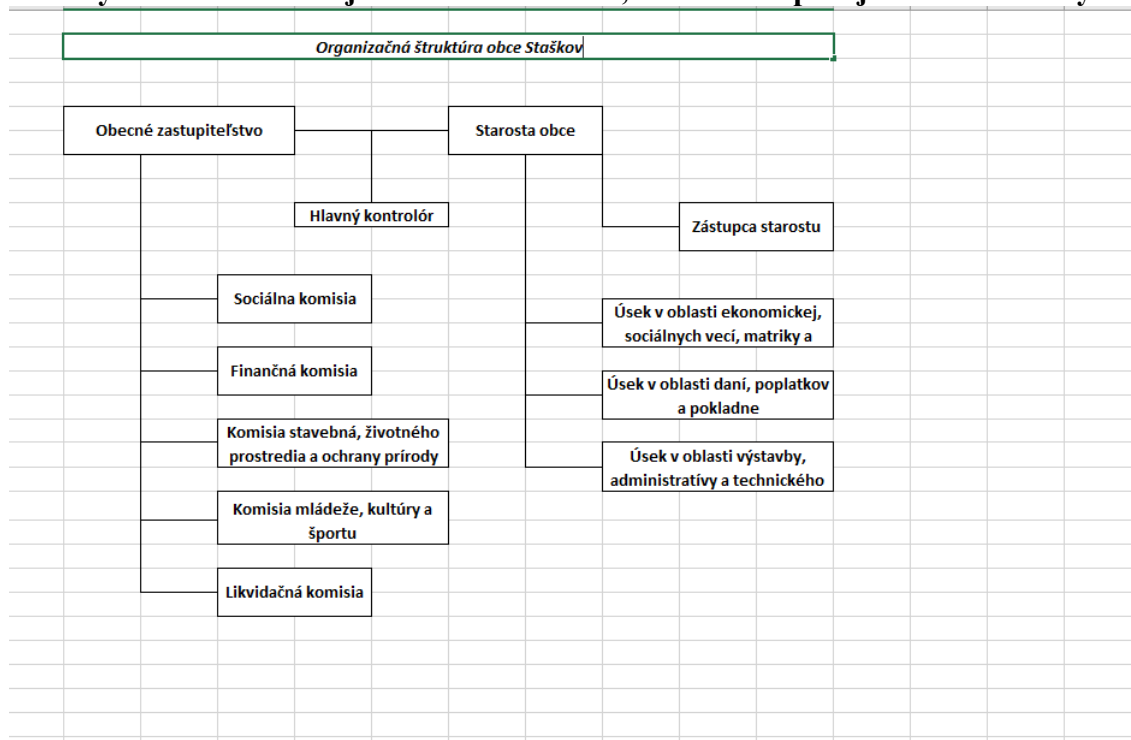 Organizačná štruktúra obce Staškov
Obecné zastupiteľstvo
Starosta obce
Hlavný kontrolór
Zástupca starostu
Sociálna komisia
Úsek v oblasti ekonomickej,
sociálnych vecí, matriky a
Finančná komisia
Úsek v oblasti daní, poplatkov
a pokladne
Komisia stavebná, životného
prostredia a ochrany prírody
Úsek v oblasti výstavby,
administratívy a technického
Komisia mládeže, kultúry a
športu
Likvidačná komisia